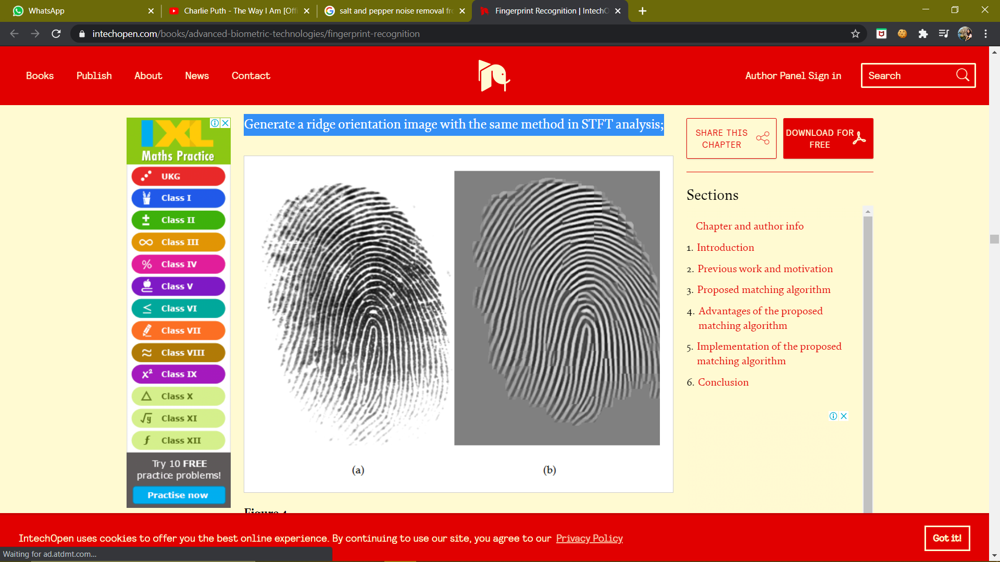 WhatsApp
Charlie Puth - The Way I Am [Offi
salt and pepper noise removal fr
Fingerprint Recognition | IntechO
intechopen.com/books/advanced-biometric-technologies/fingerprint-recognition
Books
Publish
About
News
Contact
Author Panel Sign in
Search
Generate a ridge orientation image with the same method in STFT analysis;
IXL
Maths Practice
UKG
Class I
Class II
Class III
% Class IV
Class V
≤ Class VI
Class VII
≈ Class VIII
x² Class IX
Class X
√y Class XI
ƒ Class XII
Try 10 FREE
practice problems!
Practise now
(a)
(b)
SHARE THIS
CHAPTER
DOWNLOAD FOR
FREE
Sections
Chapter and author info
1. Introduction
2. Previous work and motivation
3. Proposed matching algorithm
4. Advantages of the proposed
matching algorithm
5. Implementation of the proposed
matching algorithm
6. Conclusion
Figure 4
IntechOpen uses cookies to offer you the best online experience. By continuing to use our site, you agree to our Privacy Policy
Got it!
Waiting for ad.atdmt.com...